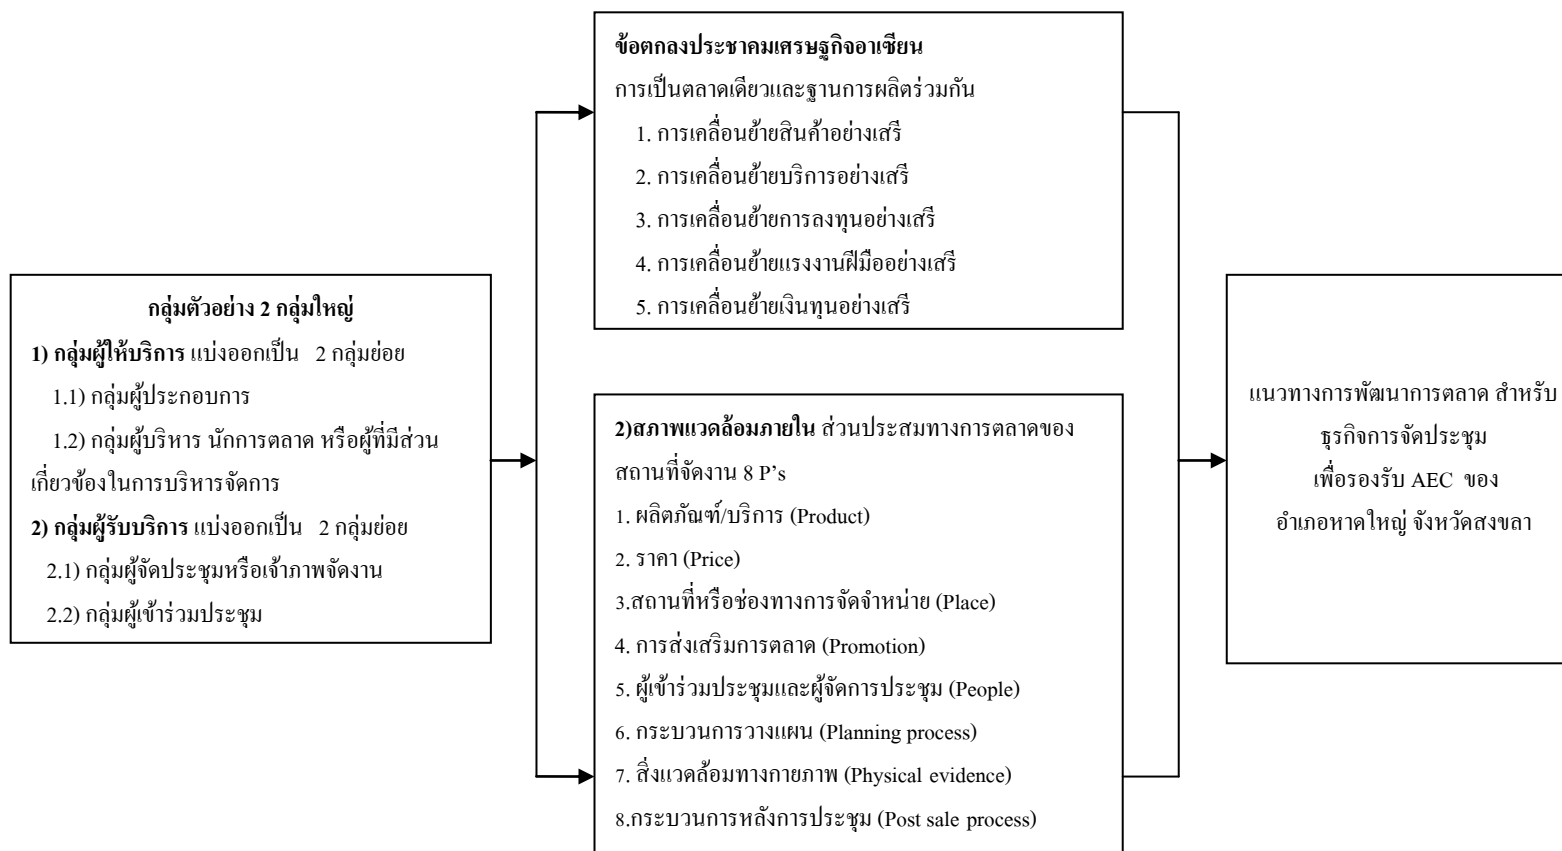 กลุ่มตัวอย่าง 2 กลุ่มใหญ่
1) กลุ่มผู้ให้บริการ แบ่งออกเป็น 2 กลุ่มย่อย
1.1) กลุ่มผู้ประกอบการ
1.2) กลุ่มผู้บริหาร นักการตลาด หรือผู้ที่มีส่วน
เกี่ยวข้องในการบริหารจัดการ
2) กลุ่มผู้รับบริการ แบ่งออกเป็น 2 กลุ่มย่อย
2.1) กลุ่มผู้จัดประชุมหรือเจ้าภาพจัดงาน
2.2) กลุ่มผู้เข้าร่วมประชุม
ข้อตกลงประชาคมเศรษฐกิจอาเซียน
การเป็นตลาดเดียวและฐานการผลิตร่วมกัน
1. การเคลื่อนย้ายสินค้าอย่างเสรี
2. การเคลื่อนย้ายบริการอย่างเสรี
3. การเคลื่อนย้ายการลงทุนอย่างเสรี
4. การเคลื่อนย้ายแรงงานฝีมืออย่างเสรี
5. การเคลื่อนย้ายเงินทุนอย่างเสรี
2)สภาพแวดล้อมภายใน ส่วนประสมทางการตลาดของ
สถานที่จัดงาน 8 P’s
1. ผลิตภัณฑ์/บริการ (Product)
2. ราคา (Price)
3.สถานที่หรือช่องทางการจัดจำหน่าย (Place)
4. การส่งเสริมการตลาด (Promotion)
5. ผู้เข้าร่วมประชุมและผู้จัดการประชุม (People)
6. กระบวนการวางแผน (Planning process)
7. สิ่งแวดล้อมทางกายภาพ (Physical evidence)
8.กระบวนการหลังการประชุม (Post sale process)
แนวทางการพัฒนาการตลาด สำหรับ
ธุรกิจการจัดประชุม
เพื่อรองรับ AEC ของ
อำเภอหาดใหญ่ จังหวัดสงขลา